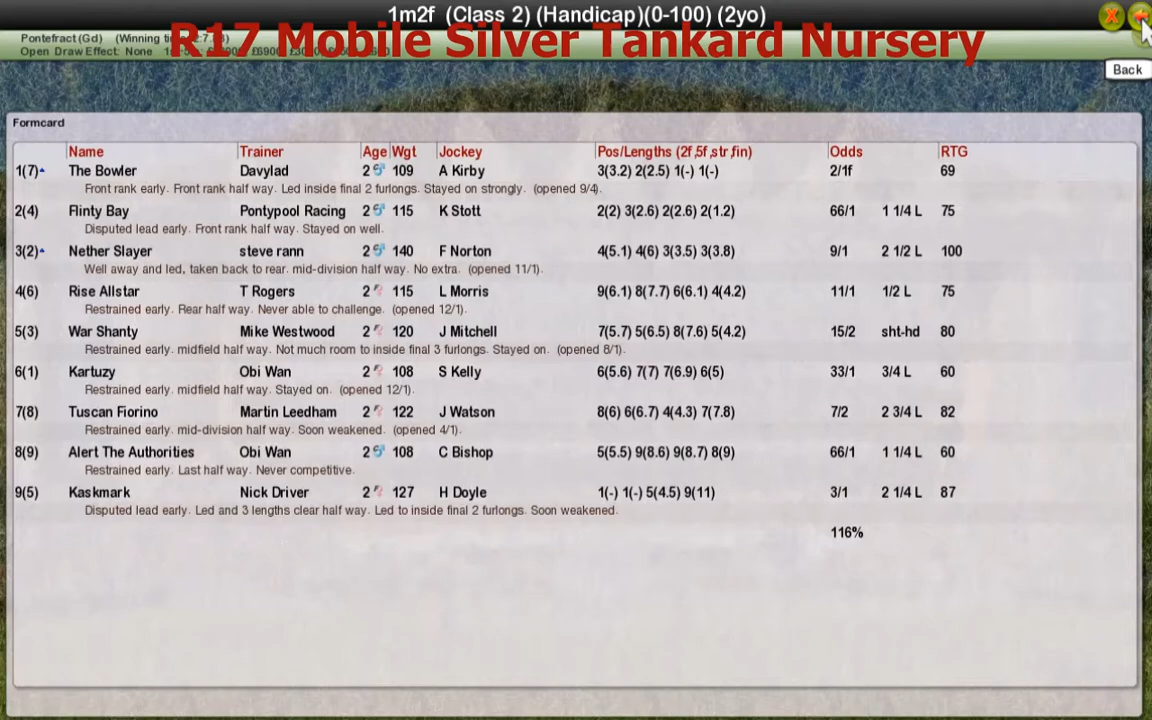 1m2f (Class 2) (Handicap)(0-100) (2yo)
Pontefract(Gd) (Winning
R17 Mobile Silver Tankard Nursery
Open Draw Effect: None
Back
Formcard
Name Trainer Age Wgt Jockey Pos/Lengths (2f,5f,str,fin) Odds RTG
1(7) The Bowler Davylad 2 109 A Kirby 3(3.2) 2(2.5) 1(-) 1(-) 2/1f 69
Front rank early. Front rank half way. Led inside final 2 furlongs. Stayed on strongly. (opened 9/4).
2(4) Flinty Bay Pontypool Racing 2 115 K Stott 2(2) 3(2.6) 2(2.6) 2(1.2) 66/1 1 1/4 L 75
Disputed lead early. Front rank half way. Stayed on well.
3(2) Nether Slayer steve rann 2 140 F Norton 4(5.1) 4(6) 3(3.5) 3(3.8) 9/1 2 1/2 L 100
Well away and led, taken back to rear. mid-division half way. No extra. (opened 11/1).
4(6) Rise Allstar T Rogers 2 115 L Morris 9(6.1) 8(7.7) 6(6.1) 4(4.2) 11/1 1/2 L 75
Restrained early. Rear half way. Never able to challenge. (opened 12/1).
5(3) War Shanty Mike Westwood 2 120 J Mitchell 7(5.7) 5(6.5) 8(7.6) 5(4.2) 15/2 sht-hd 80
Restrained early. midfield half way. Not much room to inside final 3 furlongs. Stayed on. (opened 8/1).
6(1) Kartuzy Obi Wan 2 108 S Kelly 6(5.6) 7(7) 7(6.9) 6(5) 33/1 3/4 L 60
Restrained early. midfield half way. Stayed on. (opened 12/1).
7(8) Tuscan Fiorino Martin Leedham 2 122 J Watson 8(6) 6(6.7) 4(4.3) 7(7.8) 7/2 2 3/4 L 82
Restrained early. mid-division half way. Soon weakened. (opened 4/1).
8(9) Alert The Authorities Obi Wan 2 108 C Bishop 5(5.5) 9(8.6) 9(8.7) 8(9) 66/1 1 1/4 L 60
Restrained early. Last half way. Never competitive.
9(5) Kaskmark Nick Driver 2 127 H Doyle 1(-) 1(-) 5(4.5) 9(11) 3/1 2 1/4 L 87
Disputed lead early. Led and 3 lengths clear half way. Led to inside final 2 furlongs. Soon weakened.
116%